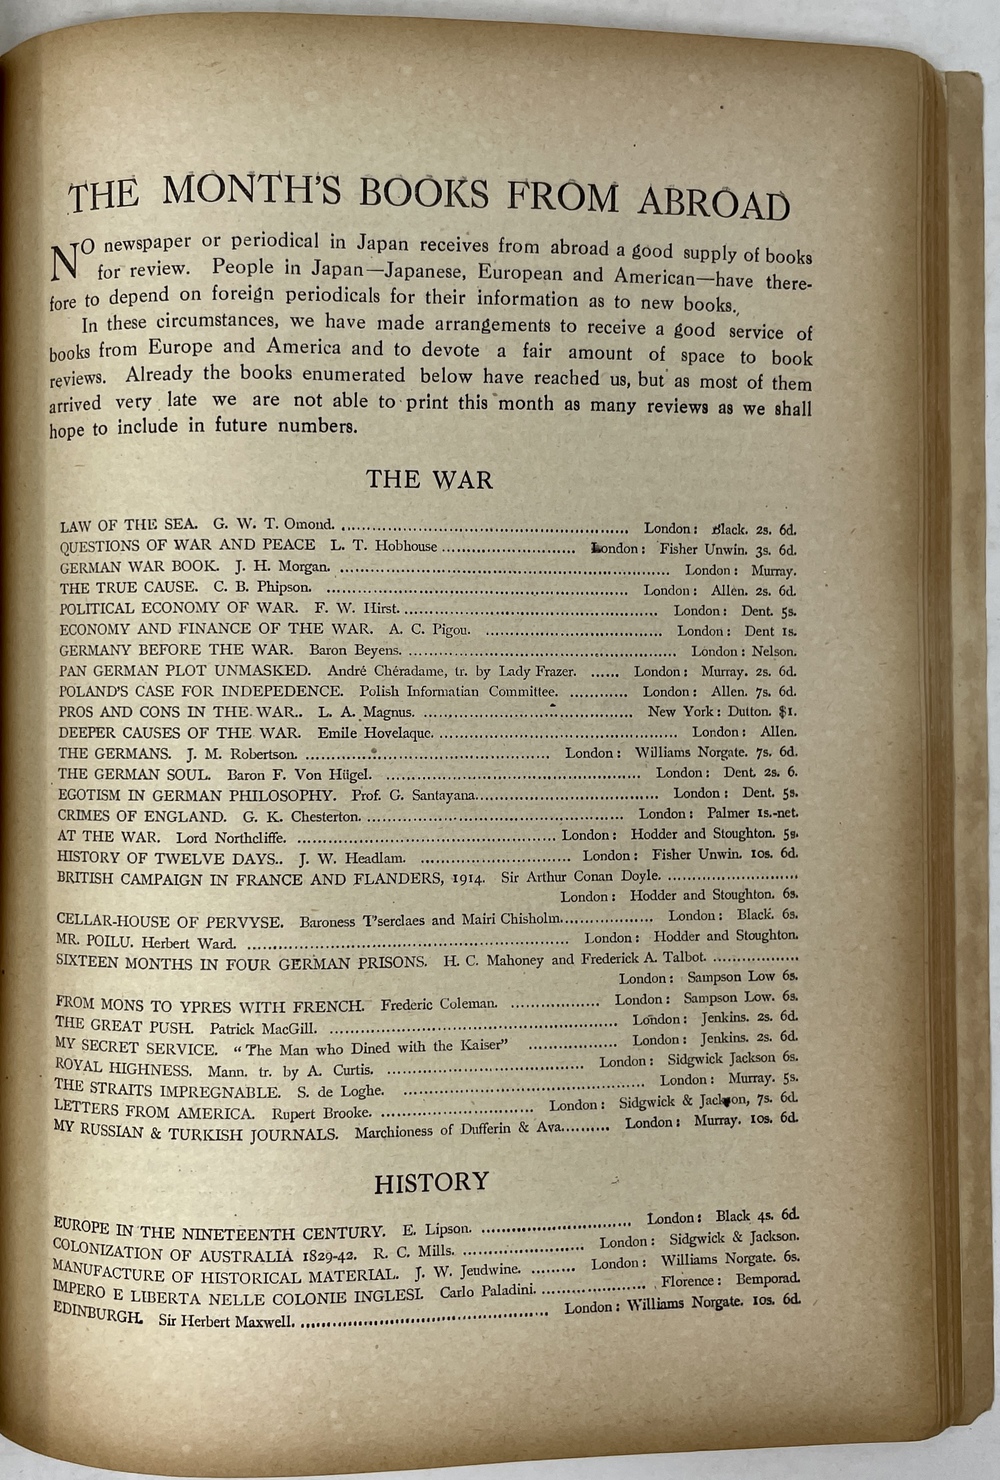 THE MONTH'S BOOKS FROM ABROAD
NO newspaper or periodical in Japan receives from abroad a good supply of books
for review. People in Japan—Japanese, European and American—have there-
fore to depend on foreign periodicals for their information as to new books.
In these circumstances, we have made arrangements to receive a good service of
books from Europe and America and to devote a fair amount of space to book
reviews. Already the books enumerated below have reached us, but as most of them
arrived very late we are not able to print this month as many reviews as we shall
hope to include in future numbers.
THE WAR
LAW OF THE SEA. G. W. T. Omond. ........ London: Black. 2s. 6d.
QUESTIONS OF WAR AND PEACE L. T. Hobhouse ........ London: Fisher Unwin. 3s. 6d.
GERMAN WAR BOOK. J. H. Morgan. ........ London: Murray.
THE TRUE CAUSE. C. B. Phipson. ........ London: Allen. 2s. 6d.
POLITICAL ECONOMY OF WAR. F. W. Hirst. ........ London: Dent. 5s.
ECONOMY AND FINANCE OF THE WAR. A. C. Pigou. ........ London: Dent 1s.
GERMANY BEFORE THE WAR. Baron Beyens. ........ London: Nelson.
PAN GERMAN PLOT UNMASKED. André Chéradame, tr. by Lady Frazer. ...... London: Murray. 2s. 6d.
POLAND'S CASE FOR INDEPEDENCE. Polish Informatian Committee. ........ London: Allen. 7s. 6d.
PROS AND CONS IN THE WAR.. L. A. Magnus. ........ New York: Dutton. $1.
DEEPER CAUSES OF THE WAR. Emile Hovelaque. ........ London: Allen.
THE GERMANS. J. M. Robertson. ........ London: Williams Norgate. 7s. 6d.
THE GERMAN SOUL. Baron F. Von Hügel. ........ London: Dent. 2s. 6.
EGOTISM IN GERMAN PHILOSOPHY. Prof. G. Santayana. ........ London: Dent. 5s.
CRIMES OF ENGLAND. G. K. Chesterton. ........ London: Palmer 1s.-net.
AT THE WAR. Lord Northcliffe. ........ London: Hodder and Stoughton. 5s.
HISTORY OF TWELVE DAYS.. J. W. Headlam. ........ London: Fisher Unwin. 10s. 6d.
BRITISH CAMPAIGN IN FRANCE AND FLANDERS, 1914. Sir Arthur Conan Doyle. ........
London: Hodder and Stoughton. 6s.
CELLAR-HOUSE OF PERVYSE. Baroness T'serclaes and Mairi Chisholm. ........ London: Black. 6s.
MR. POILU. Herbert Ward. ........ London: Hodder and Stoughton.
SIXTEEN MONTHS IN FOUR GERMAN PRISONS. H. C. Mahoney and Frederick A. Talbot. ........
London: Sampson Low 6s.
FROM MONS TO YPRES WITH FRENCH. Frederic Coleman. ........ London: Sampson Low. 6s.
THE GREAT PUSH. Patrick MacGill. ........ London: Jenkins. 2s. 6d.
MY SECRET SERVICE. "The Man who Dined with the Kaiser" ........ London: Jenkins. 2s. 6d.
ROYAL HIGHNESS. Mann. tr. by A. Curtis. ........ London: Sidgwick Jackson 6s.
THE STRAITS IMPREGNABLE. S. de Loghe. ........ London: Murray. 5s.
LETTERS FROM AMERICA. Rupert Brooke. ........ London: Sidgwick & Jackson, 7s. 6d.
MY RUSSIAN & TURKISH JOURNALS. Marchioness of Dufferin & Ava. ........ London: Murray. 10s. 6d.
HISTORY
EUROPE IN THE NINETEENTH CENTURY. E. Lipson. ........ London: Black 4s. 6d.
COLONIZATION OF AUSTRALIA 1829-42. R. C. Mills. ........ London: Sidgwick & Jackson.
MANUFACTURE OF HISTORICAL MATERIAL. J. W. Jeudwine. ........ London: Williams Norgate. 6s.
IMPERO E LIBERTA NELLE COLONIE INGLESI. Carlo Paladini. ........ Florence: Bemporad.
EDINBURGH. Sir Herbert Maxwell. ........ London: Williams Norgate. 10s. 6d.